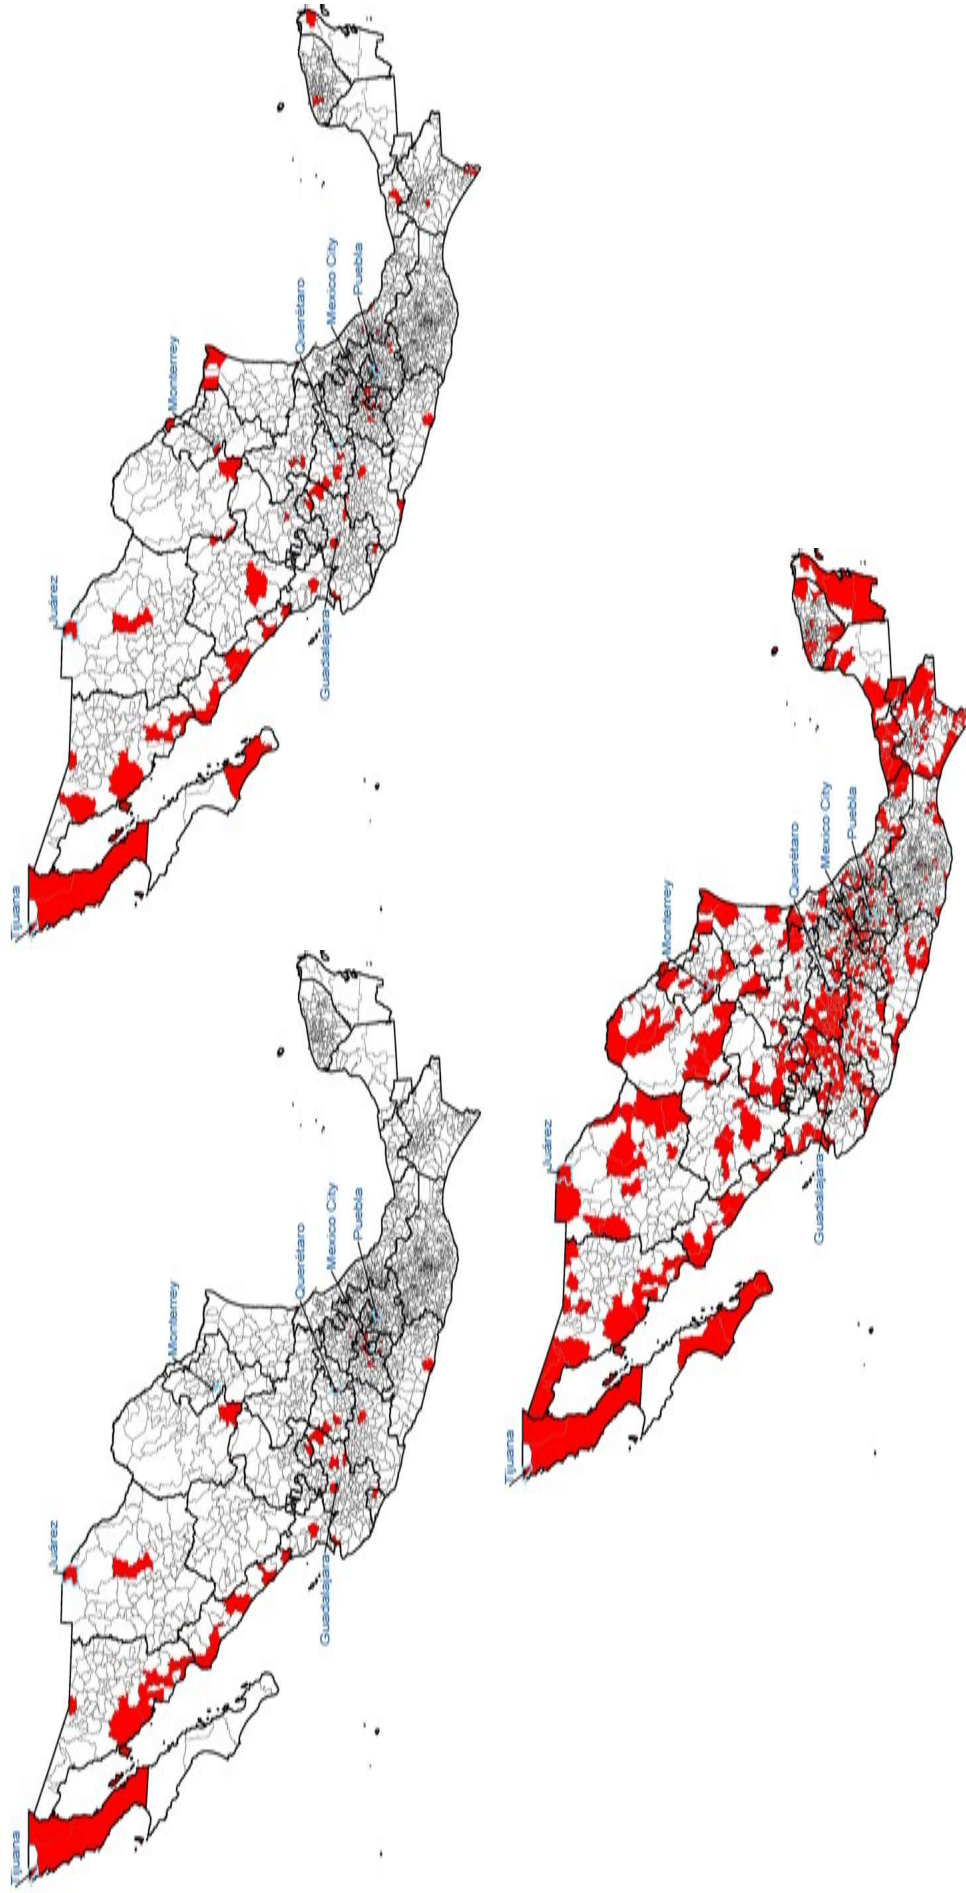 Tijuana
Juárez
Monterrey
Querétaro
Mexico City
Puebla
Guadalajara
Tijuana
Juárez
Monterrey
Querétaro
Mexico City
Puebla
Guadalajara
Tijuana
Juárez
Monterrey
Querétaro
Mexico City
Puebla
Guadalajara